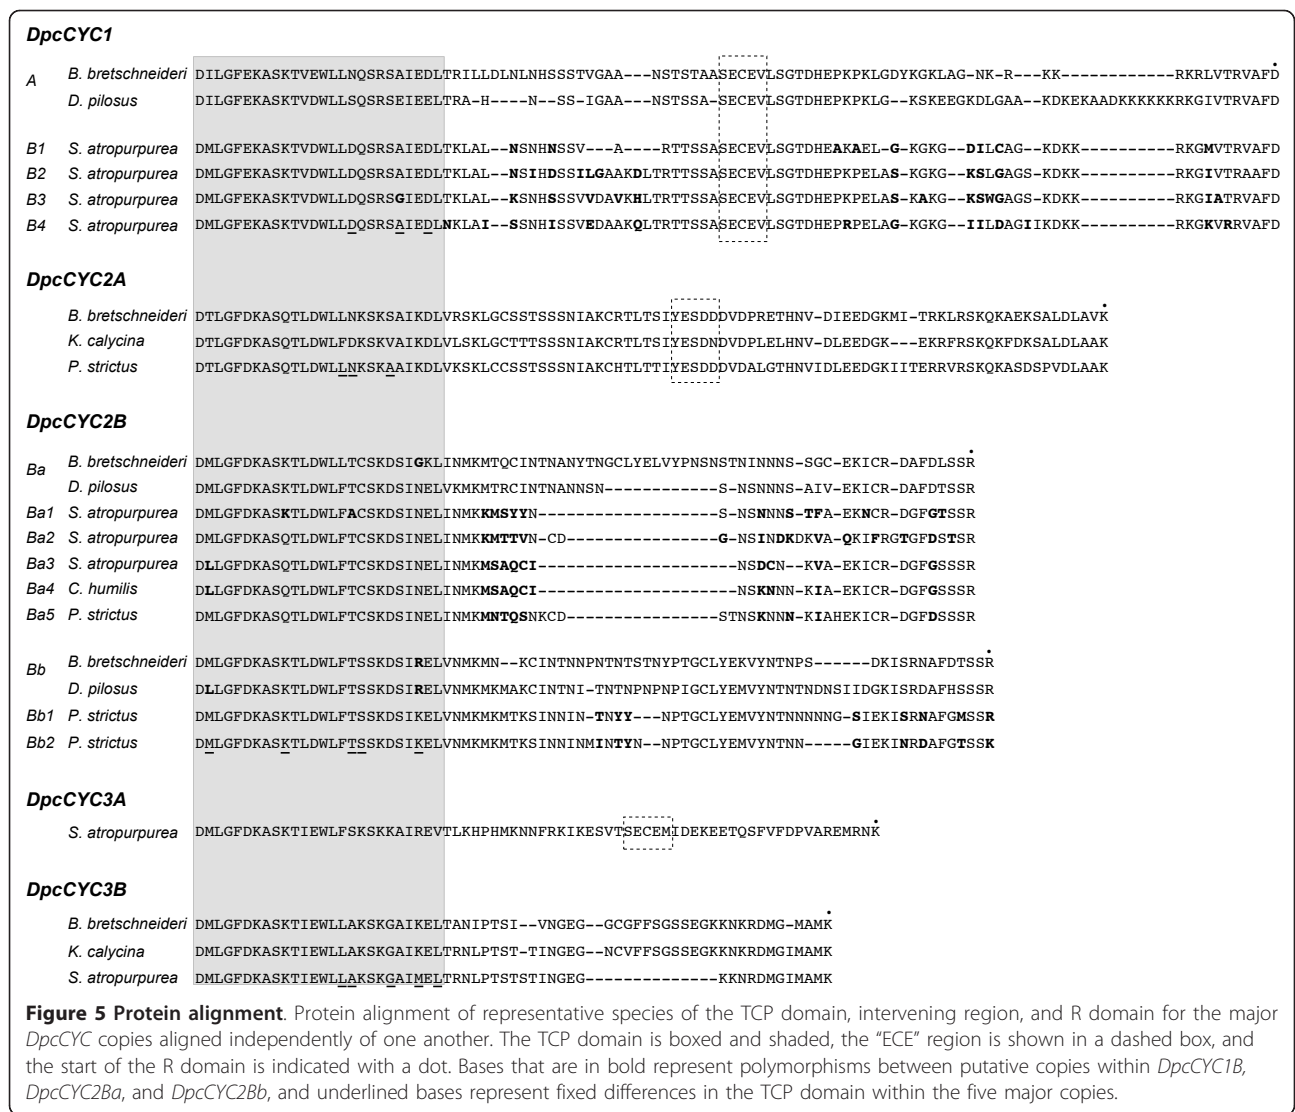 DpcCYC1
A B. bretschneideri DILGFEKASKTVEWLLNQSRSAIEDLTRILLDLNLNHSSSTVGAA---NSTSTAASECEVLSGTDHEPKPKLGDYKGKLAG-NK-R---KK-----------RKRLVTRVAFD
D. pilosus DILGFEKASKTVEWLLSQSRSEIEELTRA-H----N--SS-IGAA---NSTSSA-SECEVLSGTDHEPKPKLG--KSKEEGKDLGAA--KDKEKAADKKKKKKRKGIVTRVAFD
B1 S. atropurpurea DMLGFEKASKTVDWLLDQSRSAIEDLTKLAL--NSNHNSSV---A----RTTSSASECEVLSGTDHEAKAEL-G-KGKG--DILCAG--KDKK-----------RKGMVTRVAFD
B2 S. atropurpurea DMLGFEKASKTVDWLLDQSRSAIEDLTKLAL--NSIHDSSILGAAKDLTRTTSSASECEVLSGTDHEPKPELAS-KGKG--KSLGAGS-KDKK-----------RKGIVTRAAFD
B3 S. atropurpurea DMLGFEKASKTVDWLLDQSRSGIEDLTKLAL--KSNHSSSVVDAVKHLTRTTSSASECEVLSGTDHEPKPELAS-KAKG--KSWGAGS-KDKK-----------RKGIATRVAFD
B4 S. atropurpurea DMLGFEKASKTVDWLLDQSRSAIEDLNKLAI--SSNHISSVEDAAKQLTRTTSSASECEVLSGTDHEPRPELAG-KGKG--IILDAGIIKDKK-----------RKGKVRRVAFD
DpcCYC2A
B. bretschneideri DTLGFDKASQTLDWLLNKSKSAIKDLVRSKLGCSSTSSSNIAKCRTLTSIYESDDDVDPRETHNV-DIEEDGKMI-TRKLRSKQKAEKSALDLAVK
K. calycina DTLGFDKASQTLDWLFDKSKVAIKDLVLSKLGCTTTSSSNIAKCRTLTSIYESDNDVDPLELHNV-DLEEDGK---EKRFRSKQKFDKSALDLAAK
P. strictus DTLGFDKASQTLDWLLNKSKAAIKDLVKSKLCCSSTSSSNIAKCHTLTTIYESDDDVDALGTHNVIDLEEDGKIITERRVRSKQKASDSPVDLAAK
DpcCYC2B
Ba B. bretschneideri DMLGFDKASKTLDWLLTCSKDSIGKLINMKMTQCINTNANYTNGCLYELVYPNSNSTNINNNS-SGC-EKICR-DAFDLSSR
D. pilosus DMLGFDKASKTLDWLFTCSKDSINELVKMKMTRCINTNANNSN------------S-NSNNNS-AIV-EKICR-DAFDTSSR
Ba1 S. atropurpurea DMLGFDKASKKTLDWLFACSKDSINELINMKKMSYYN-------------------S-NSNNNS-TFA-EKNCR-DGFGTSSR
Ba2 S. atropurpurea DMLGFDKASQTLDWLFTCSKDSINELINMKKMTTVN-CD----------------G-NSINDKDKVA-QKIFRGTGFDSTSR
Ba3 S. atropurpurea DLLGFDKASQTLDWLFTCSKDSINELINMKMSAQCI---------------------NSDCN--KVA-EKICR-DGFGSSSR
Ba4 C. humilis DLLGFDKASQTLDWLFTCSKDSINELINMKMSAQCI---------------------NSKNNN-KIA-EKICR-DGFGSSSR
Ba5 P. strictus DMLGFDKASQTLDWLFTCSKDSINELINMKMNTQSNKCD----------------STNSKNNN-KIAHEKICR-DGFDSSSR
Bb B. bretschneideri DMLGFDKASKTLDWLFTSSKDSIRELVNMKMN--KCINTNNPNTNTSTNYPTGCLYEKVYNTNPS------DKISRNAFDTSSR
D. pilosus DLLGFDKASKTLDWLFTSSKDSIRELVNMKMKMAKCINTNI-TNTNPNPNPIGCLYEMVYNTNTNDNSIIDGKISRDAFHSSSR
Bb1 P. strictus DMLGFDKASKTLDWLFTSSKDSIKELVNMKMKMTKSINNIN-TNYY---NPTGCLYEMVYNTNNNNNG-SIEKISRNAFGMSSR
Bb2 P. strictus DMLGFDKASKTLDWLFTSSKDSIKELVNMKMKMTKSINNINMINTYN--NPTGCLYEMVYNTNN-----GIEKINRDAFGTSSK
DpcCYC3A
S. atropurpurea DMLGFDKASKTIEWLFSKSKKAIREVTLKHPHMKNNFRKIKESVTSECEMIDEKEETQSFVFDPVAREMRNK
DpcCYC3B
B. bretschneideri DMLGFDKASKTIEWLLAKSKGAIKELTANIPTSI--VNGEG--GCGFFSGSSEGKKNKRDMG-MAMK
K. calycina DMLGFDKASKTIEWLLAKSKGAIKELTRNLPTST-TINGEG--NCVFFSGSSEGKKNKRDMGIMAMK
S. atropurpurea DMLGFDKASKTIEWLLAKSKGAIMELTRNLPTSTSTINGEG--------------KKNKRDMGIMAMK
Figure 5 Protein alignment. Protein alignment of representative species of the TCP domain, intervening region, and R domain for the major
DpcCYC copies aligned independently of one another. The TCP domain is boxed and shaded, the “ECE” region is shown in a dashed box, and
the start of the R domain is indicated with a dot. Bases that are in bold represent polymorphisms between putative copies within DpcCYC1B,
DpcCYC2Ba, and DpcCYC2Bb, and underlined bases represent fixed differences in the TCP domain within the five major copies.